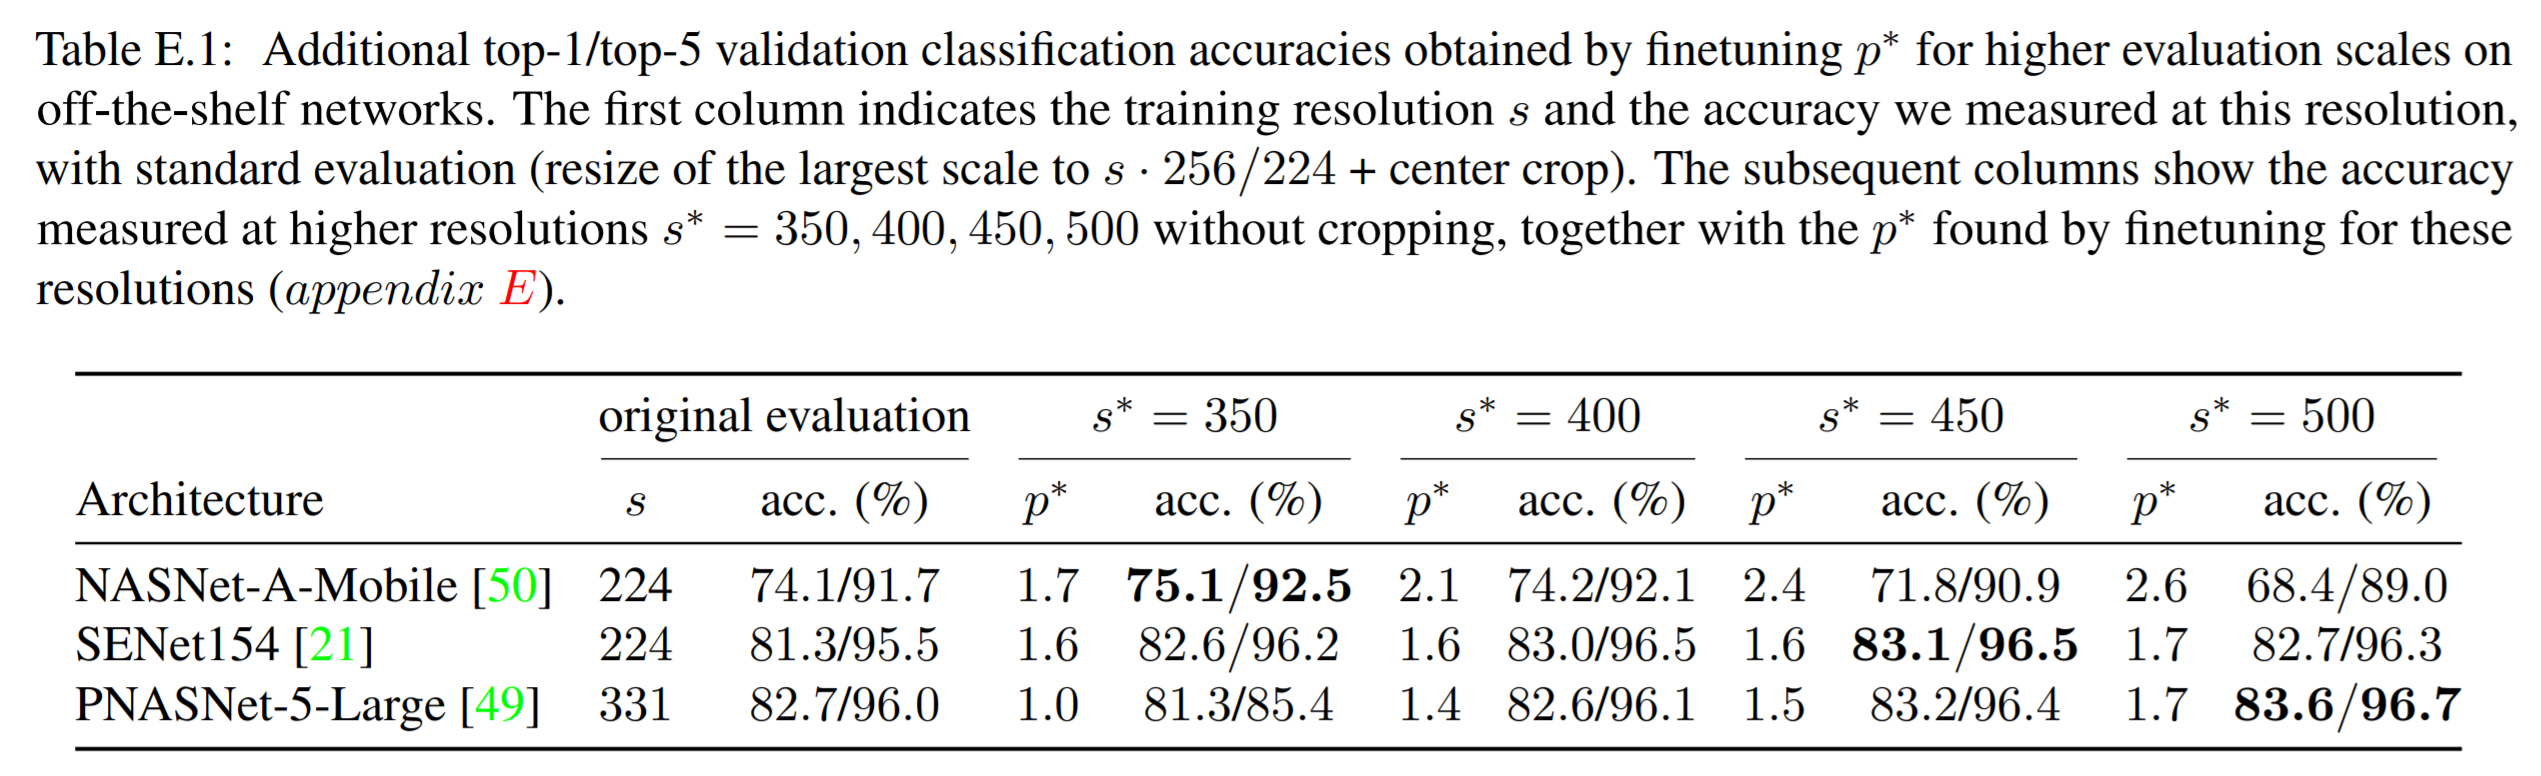 Table E.1: Additional top-1/top-5 validation classification accuracies obtained by finetuning p* for higher evaluation scales on
off-the-shelf networks. The first column indicates the training resolution s and the accuracy we measured at this resolution,
with standard evaluation (resize of the largest scale to s · 256/224 + center crop). The subsequent columns show the accuracy
measured at higher resolutions s* = 350, 400, 450, 500 without cropping, together with the p* found by finetuning for these
resolutions (appendix E).
original evaluation s* = 350 s* = 400 s* = 450 s* = 500
Architecture s acc. (%) p* acc. (%) p* acc. (%) p* acc. (%) p* acc. (%)
NASNet-A-Mobile [50] 224 74.1/91.7 1.7 75.1/92.5 2.1 74.2/92.1 2.4 71.8/90.9 2.6 68.4/89.0
SENet154 [21] 224 81.3/95.5 1.6 82.6/96.2 1.6 83.0/96.5 1.6 83.1/96.5 1.7 82.7/96.3
PNASNet-5-Large [49] 331 82.7/96.0 1.0 81.3/85.4 1.4 82.6/96.1 1.5 83.2/96.4 1.7 83.6/96.7